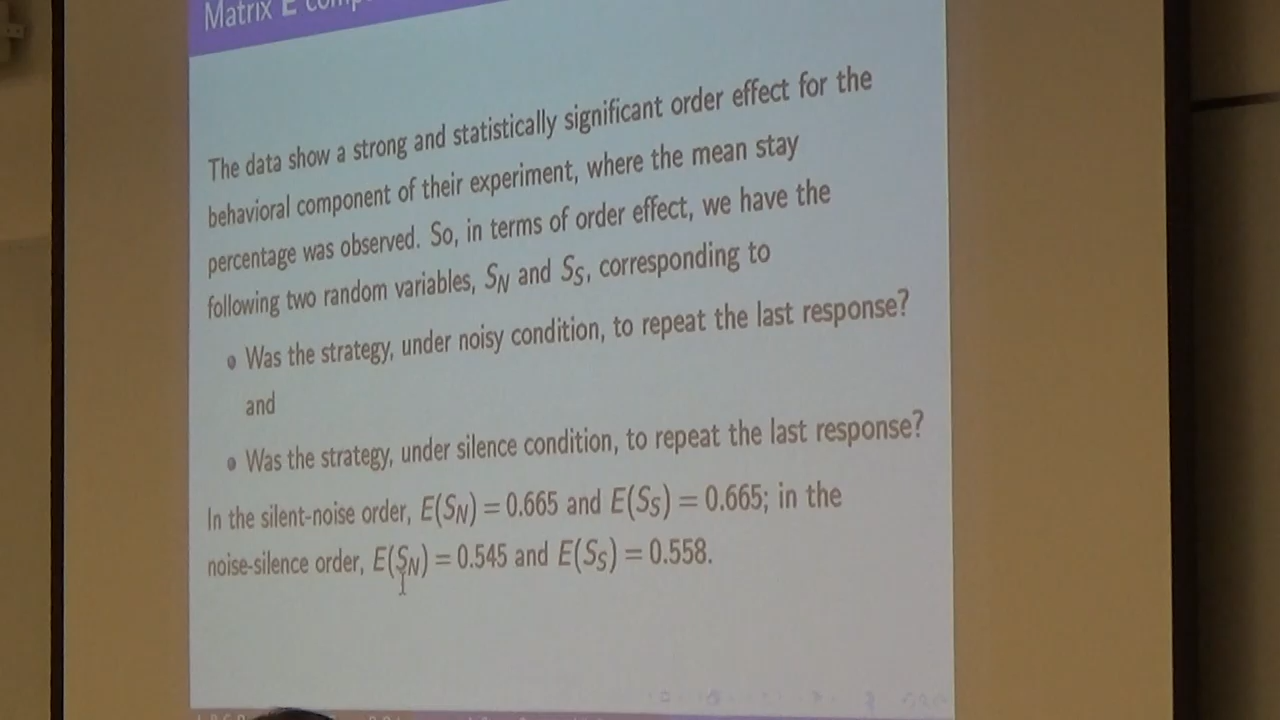 Matrix E
The data show a strong and statistically significant order effect for the
behavioral component of their experiment, where the mean stay
percentage was observed. So, in terms of order effect, we have the
following two random variables, S_N and S_S, corresponding to
• Was the strategy, under noisy condition, to repeat the last response?
and
• Was the strategy, under silence condition, to repeat the last response?
In the silent-noise order, E(S_N) = 0.665 and E(S_S) = 0.665; in the
noise-silence order, E(S_N) = 0.545 and E(S_S) = 0.558.